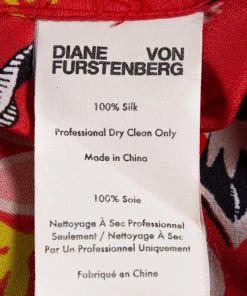 DIANE VON
FURSTENBERG
100% Silk
Professional Dry Clean Only
Made in China
100% Soie
Nettoyage À Sec Professionnel
Seulement / Nettoyage À Sec
Par Un Professionnel Uniquement
Fabriqué en Chine